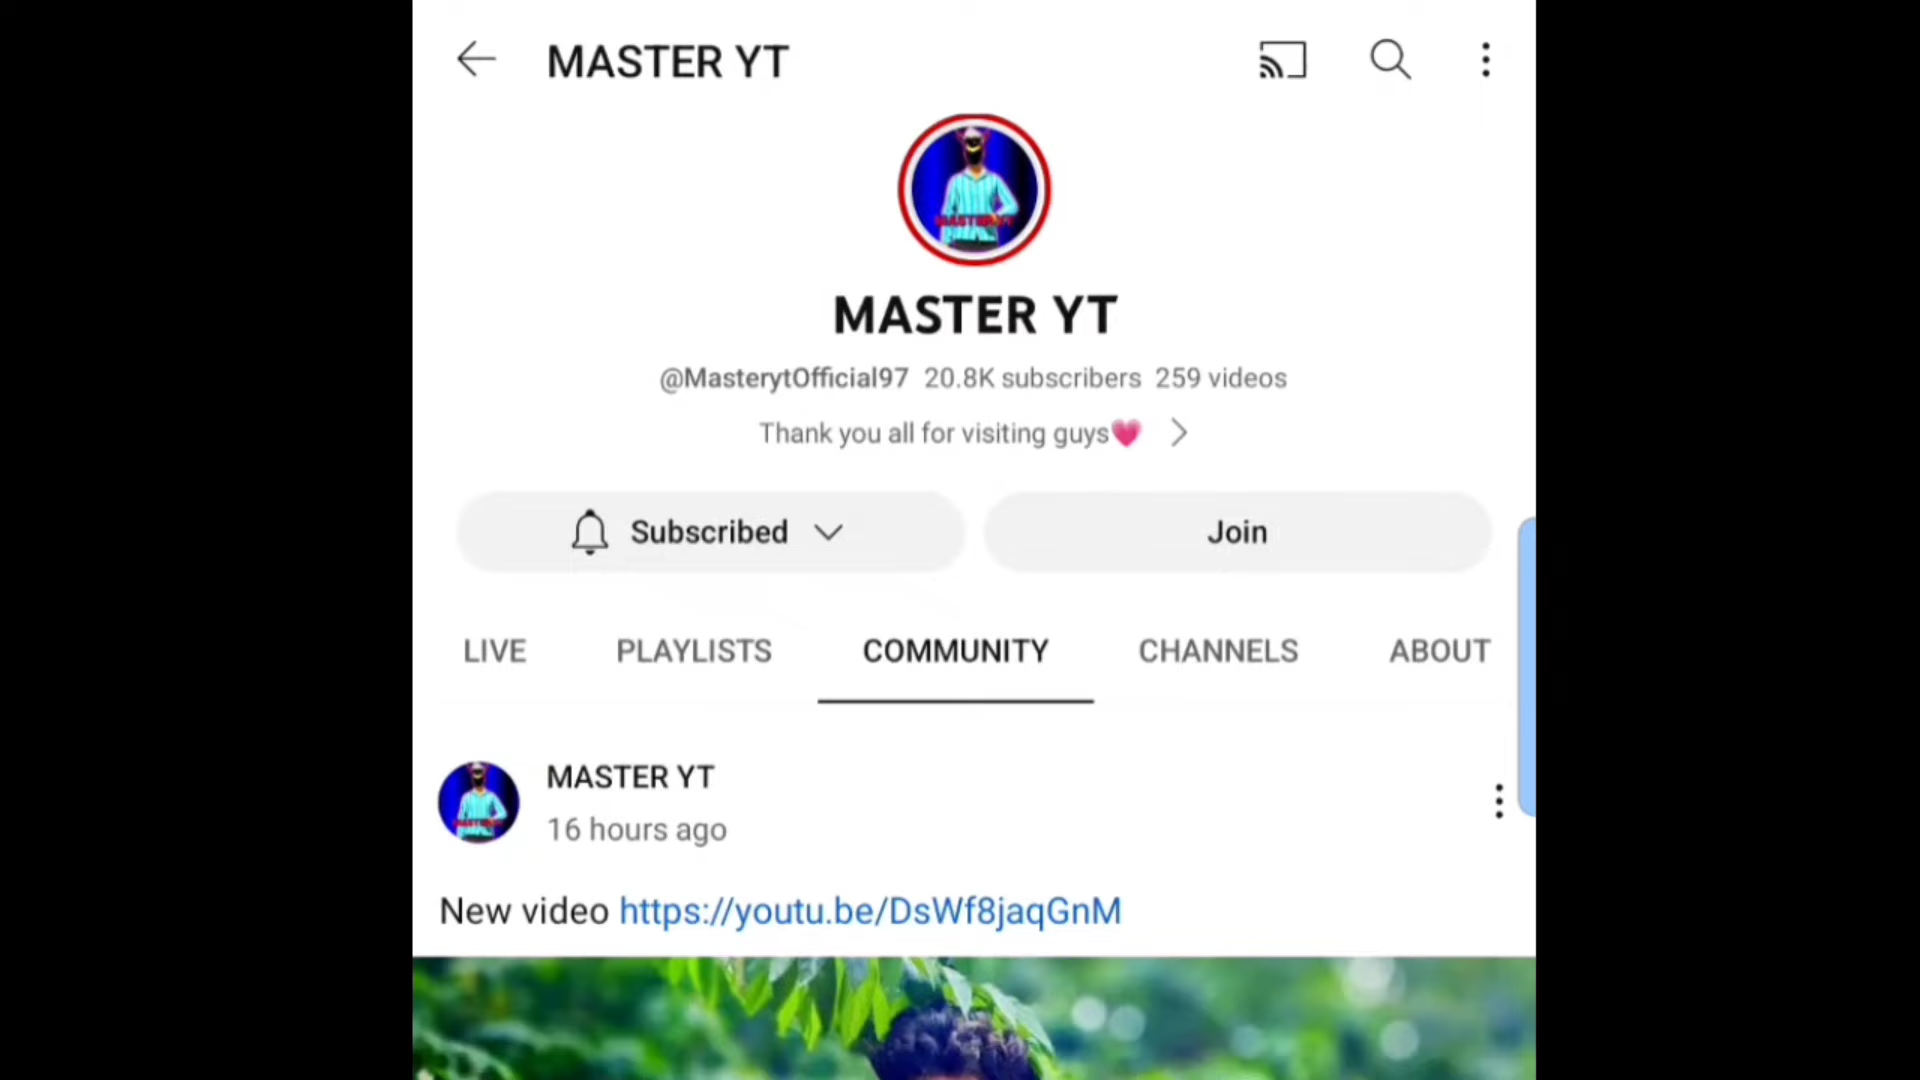 MASTER YT
MASTER YT
@MasterytOfficial97 20.8K subscribers 259 videos
Thank you all for visiting guys💗
Subscribed
Join
LIVE PLAYLISTS COMMUNITY CHANNELS ABOUT
MASTER YT
16 hours ago
New video https://youtu.be/DsWf8jaqGnM